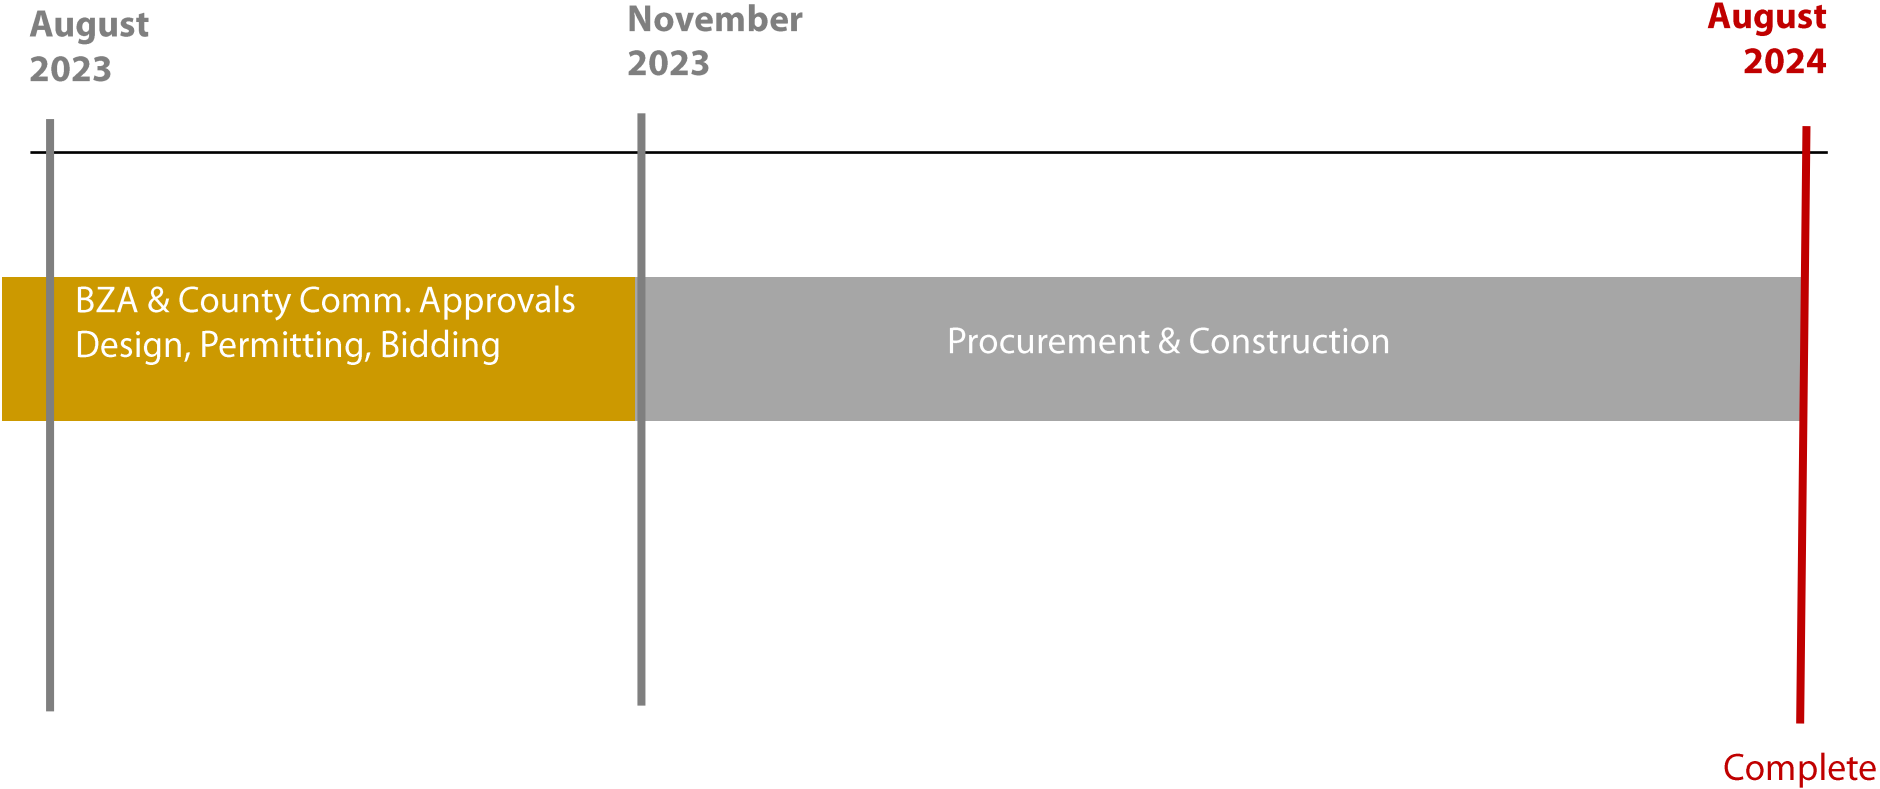 August
2023
November
2023
August
2024
BZA & County Comm. Approvals
Design, Permitting, Bidding
Procurement & Construction
Complete